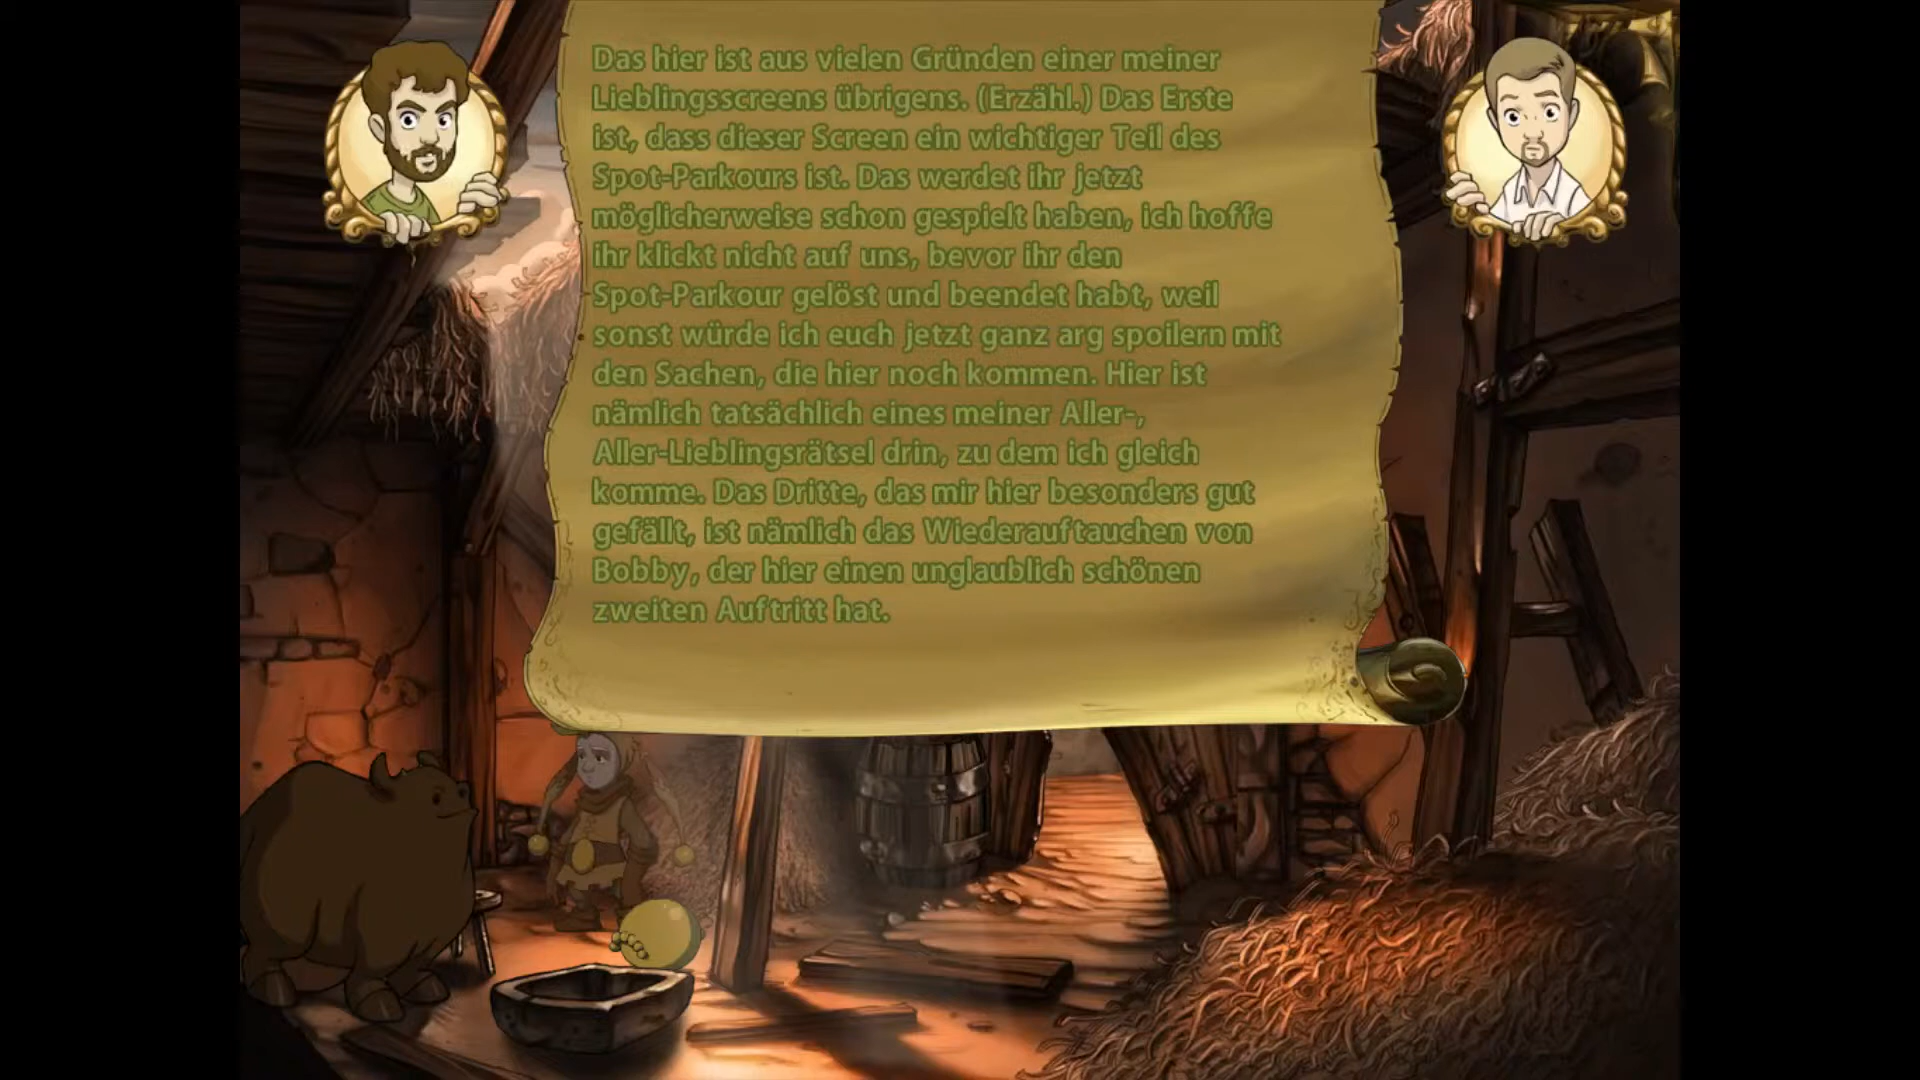 Das hier ist aus vielen Gründen einer meiner
Lieblingsscreens übrigens. (Erzähl.) Das Erste
ist, dass dieser Screen ein wichtiger Teil des
Spot-Parkours ist. Das werdet ihr jetzt
möglicherweise schon gespielt haben, ich hoffe
ihr klickt nicht auf uns, bevor ihr den
Spot-Parkour gelöst und beendet habt, weil
sonst würde ich euch jetzt ganz arg spoilern mit
den Sachen, die hier noch kommen. Hier ist
nämlich tatsächlich eines meiner Aller-,
Aller-Lieblingsrätsel drin, zu dem ich gleich
komme. Das Dritte, das mir hier besonders gut
gefällt, ist nämlich das Wiederauftauchen von
Bobby, der hier einen unglaublich schönen
zweiten Auftritt hat.